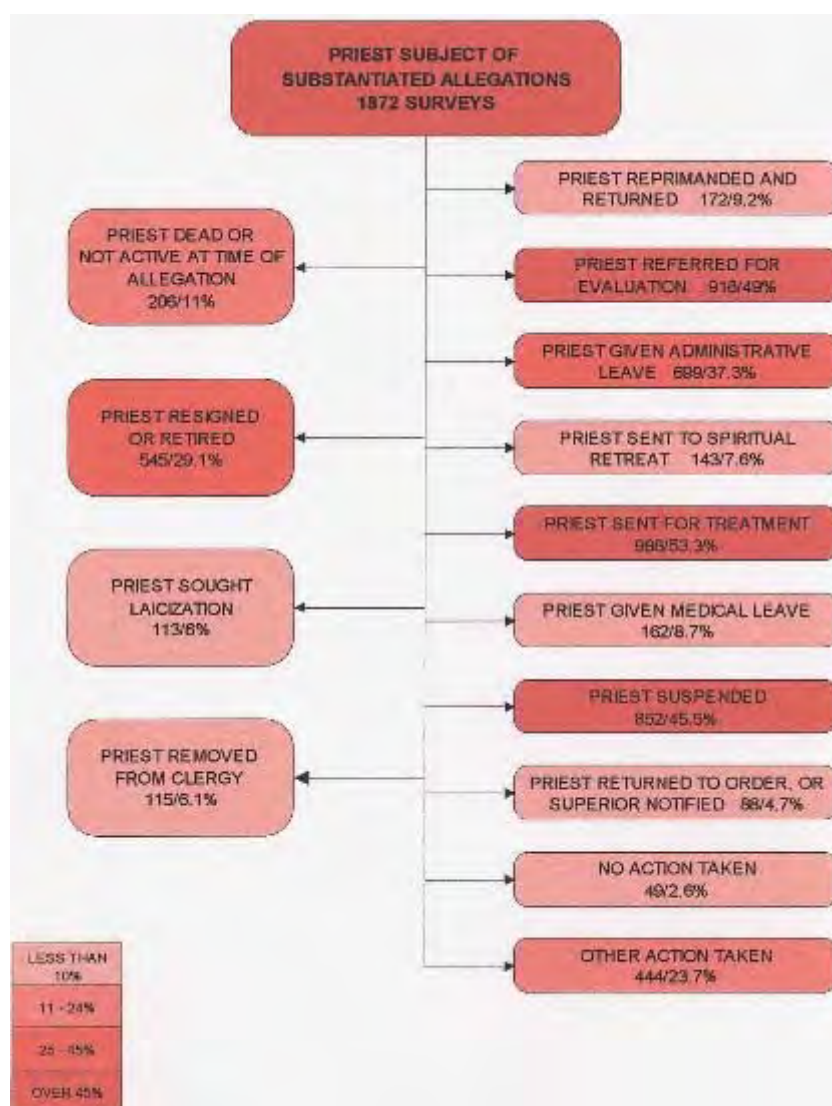 PRIEST SUBJECT OF
SUBSTANTIATED ALLEGATIONS
1872 SURVEYS
PRIEST REPRIMANDED AND
RETURNED 172/9.2%
PRIEST DEAD OR
NOT ACTIVE AT TIME OF
ALLEGATION
206/11%
PRIEST REFERRED FOR
EVALUATION 918/49%
PRIEST GIVEN ADMINISTRATIVE
LEAVE 699/37.3%
PRIEST RESIGNED
OR RETIRED
545/29.1%
PRIEST SENT TO SPIRITUAL
RETREAT 143/7.6%
PRIEST SENT FOR TREATMENT
998/53.3%
PRIEST SOUGHT
LAICIZATION
113/6%
PRIEST GIVEN MEDICAL LEAVE
162/8.7%
PRIEST SUSPENDED
852/45.5%
PRIEST REMOVED
FROM CLERGY
115/6.1%
PRIEST RETURNED TO ORDER, OR
SUPERIOR NOTIFIED 88/4.7%
NO ACTION TAKEN
49/2.6%
OTHER ACTION TAKEN
444/23.7%
LESS THAN
10%
11 - 24%
25 - 45%
OVER 45%